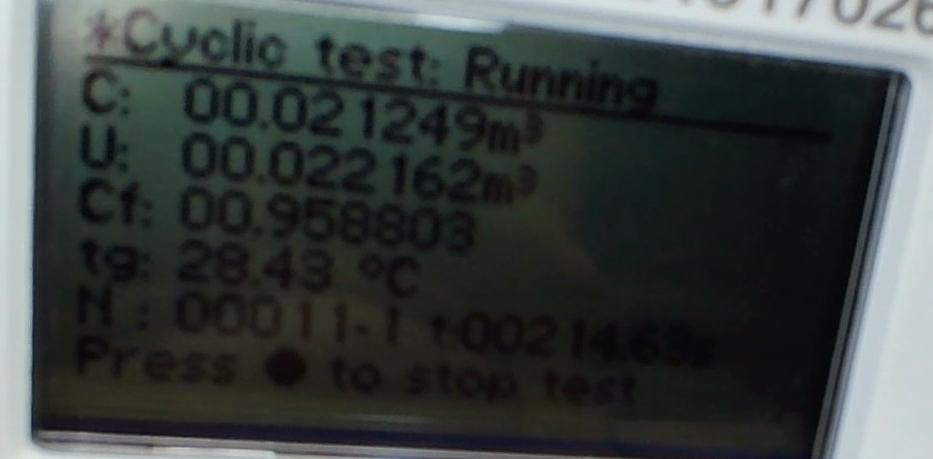 *Cyclic test: Running
C: 00.021249m³
U: 00.022162m³
Cf: 00.958803
tg: 28.43 °C
N : 00011-1 t:00214.63s
Press ● to stop test